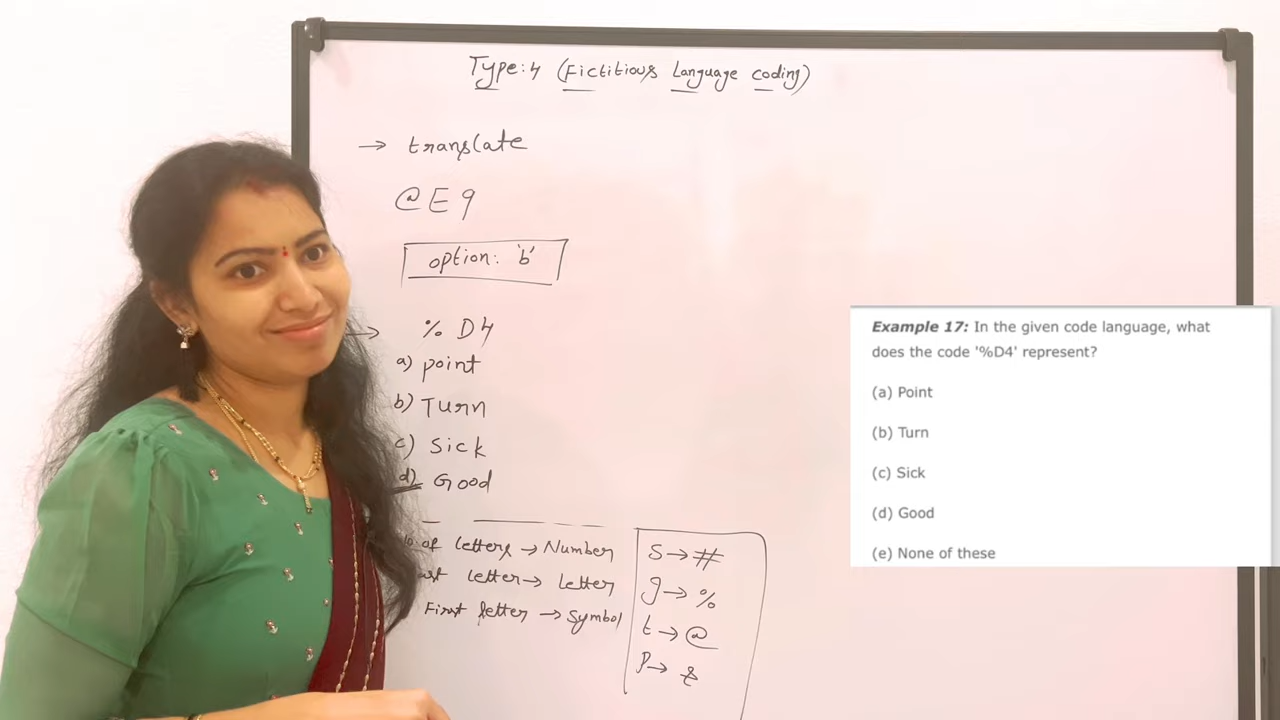 Type:4 (Fictitious Language coding)
→ translate
@E9
option: 'b'
→ % D4
a) point
b) Turn
c) Sick
d) Good
of letters → Number
letter → letter
First letter → Symbol
S → #
g → %
t → @
P → &
Example 17: In the given code language, what
does the code '%D4' represent?
(a) Point
(b) Turn
(c) Sick
(d) Good
(e) None of these